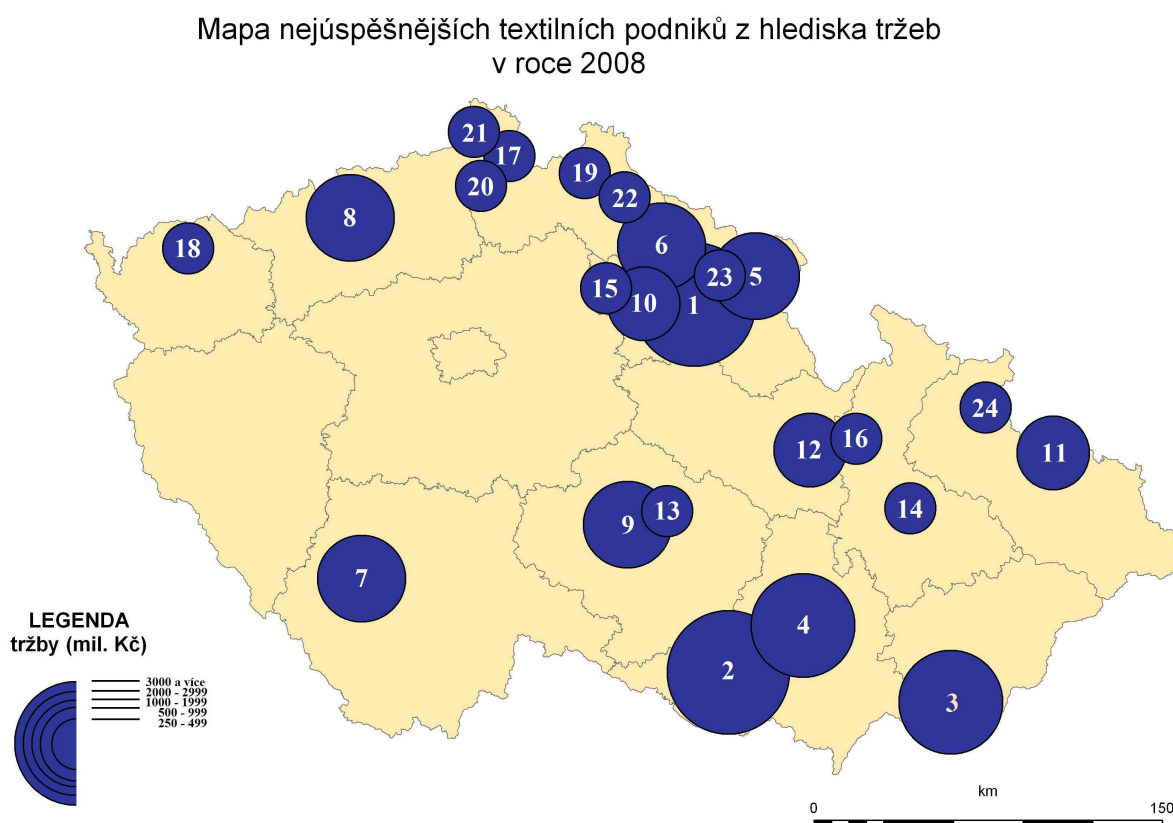 Mapa nejúspěšnějších textilních podniků z hlediska tržeb
v roce 2008
21
17
19
20
22
8
6
18
23
5
15
10
1
24
12
16
11
14
9
13
7
4
2
3
LEGENDA
tržby (mil. Kč)
3000 a více
2000 - 2999
1000 - 1999
500 - 999
250 - 499
km
0
150